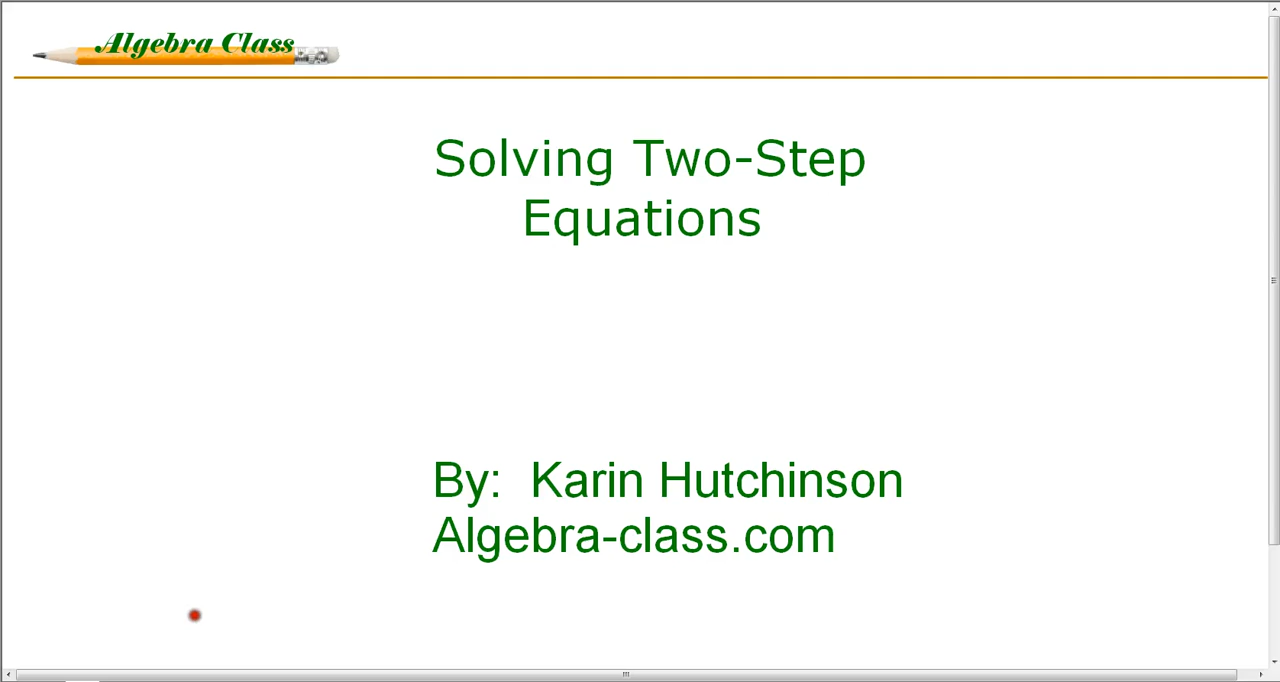 Algebra Class
Solving Two-Step
Equations
By: Karin Hutchinson
Algebra-class.com